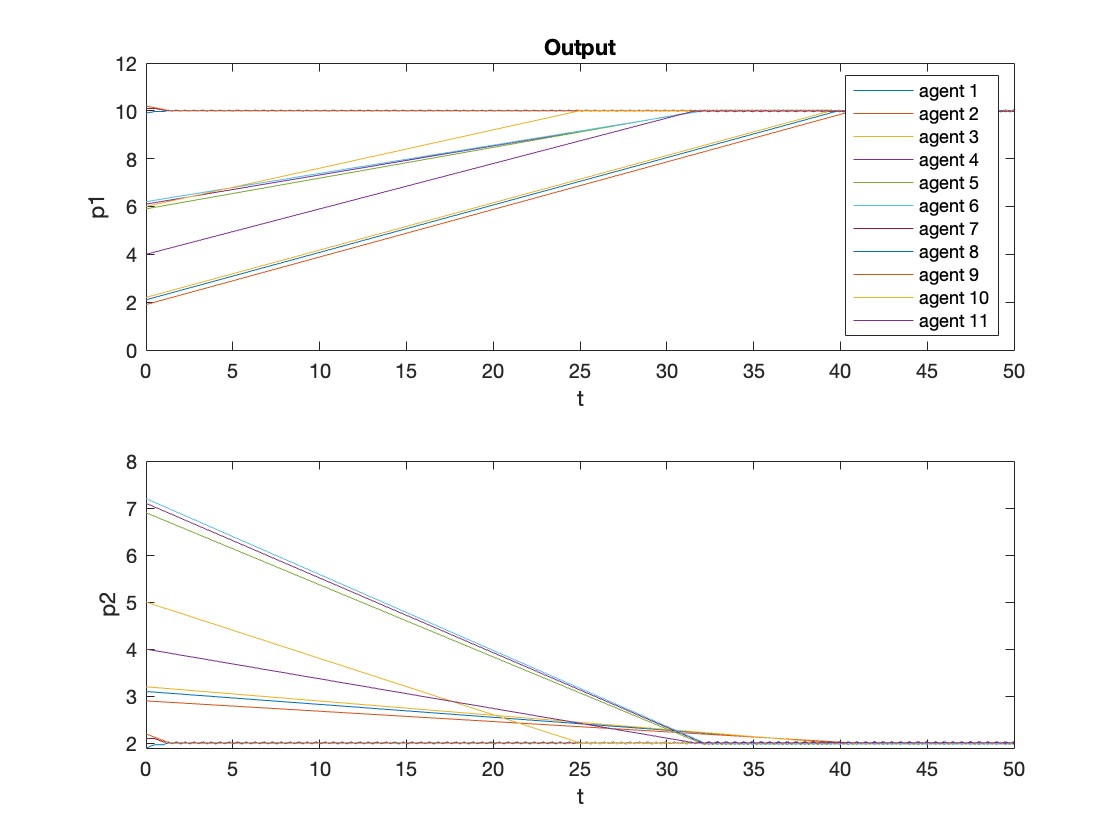 Output
12
10
8
6
4
2
0
p1
0 5 10 15 20 25 30 35 40 45 50
t
agent 1
agent 2
agent 3
agent 4
agent 5
agent 6
agent 7
agent 8
agent 9
agent 10
agent 11
8
7
6
5
4
3
2
p2
0 5 10 15 20 25 30 35 40 45 50
t